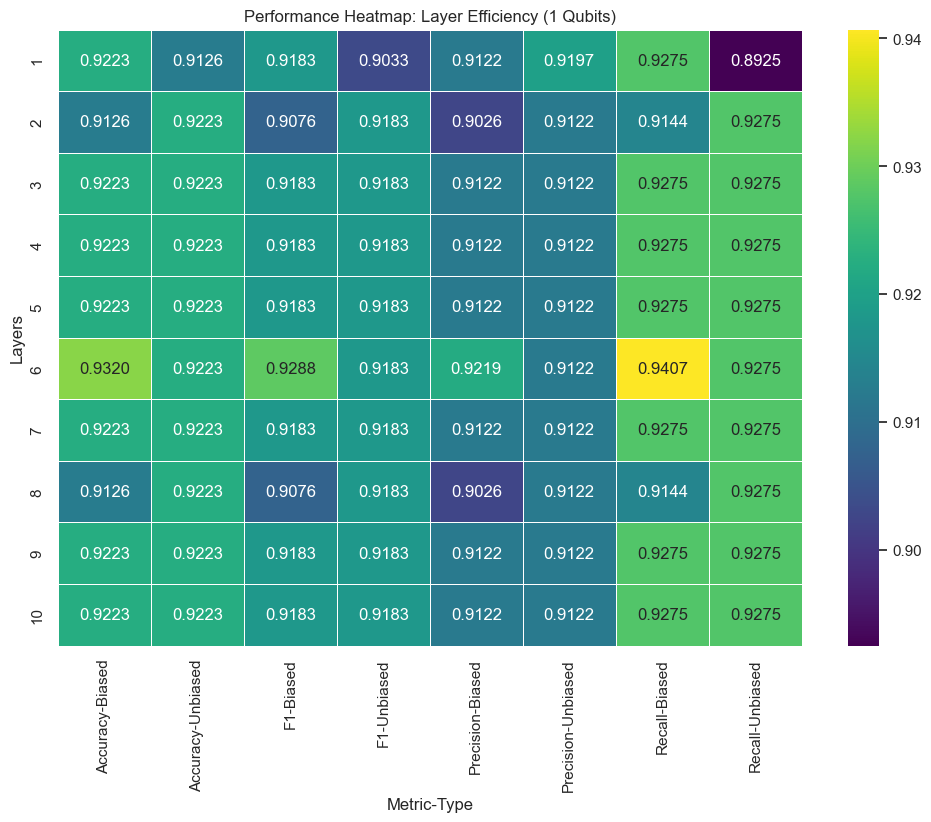 Performance Heatmap: Layer Efficiency (1 Qubits)
Layers
1 0.9223 0.9126 0.9183 0.9033 0.9122 0.9197 0.9275 0.8925
2 0.9126 0.9223 0.9076 0.9183 0.9026 0.9122 0.9144 0.9275
3 0.9223 0.9223 0.9183 0.9183 0.9122 0.9122 0.9275 0.9275
4 0.9223 0.9223 0.9183 0.9183 0.9122 0.9122 0.9275 0.9275
5 0.9223 0.9223 0.9183 0.9183 0.9122 0.9122 0.9275 0.9275
6 0.9320 0.9223 0.9288 0.9183 0.9219 0.9122 0.9407 0.9275
7 0.9223 0.9223 0.9183 0.9183 0.9122 0.9122 0.9275 0.9275
8 0.9126 0.9223 0.9076 0.9183 0.9026 0.9122 0.9144 0.9275
9 0.9223 0.9223 0.9183 0.9183 0.9122 0.9122 0.9275 0.9275
10 0.9223 0.9223 0.9183 0.9183 0.9122 0.9122 0.9275 0.9275
Accuracy-Biased
Accuracy-Unbiased
F1-Biased
F1-Unbiased
Precision-Biased
Precision-Unbiased
Recall-Biased
Recall-Unbiased
Metric-Type
0.94
0.93
0.92
0.91
0.90